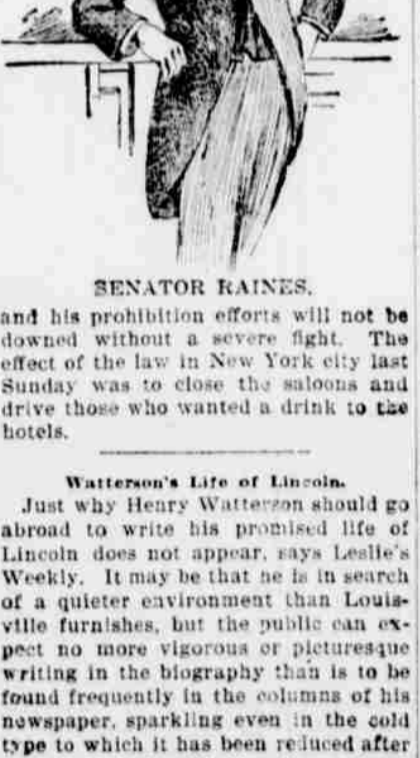 SENATOR RAINES.
and his prohibition efforts will not be
downed without a severe fight. The
effect of the law in New York city last
Sunday was to close the saloons and
drive those who wanted a drink to the
hotels.
Watterson's Life of Lincoln.
Just why Henry Watterson should go
abroad to write his promised life of
Lincoln does not appear, says Leslie's
Weekly. It may be that he is in search
of a quieter environment than Louis-
ville furnishes, but the public can ex-
pect no more vigorous or picturesque
writing in the biography than is to be
found frequently in the columns of his
newspaper, sparkling even in the cold
type to which it has been reduced after